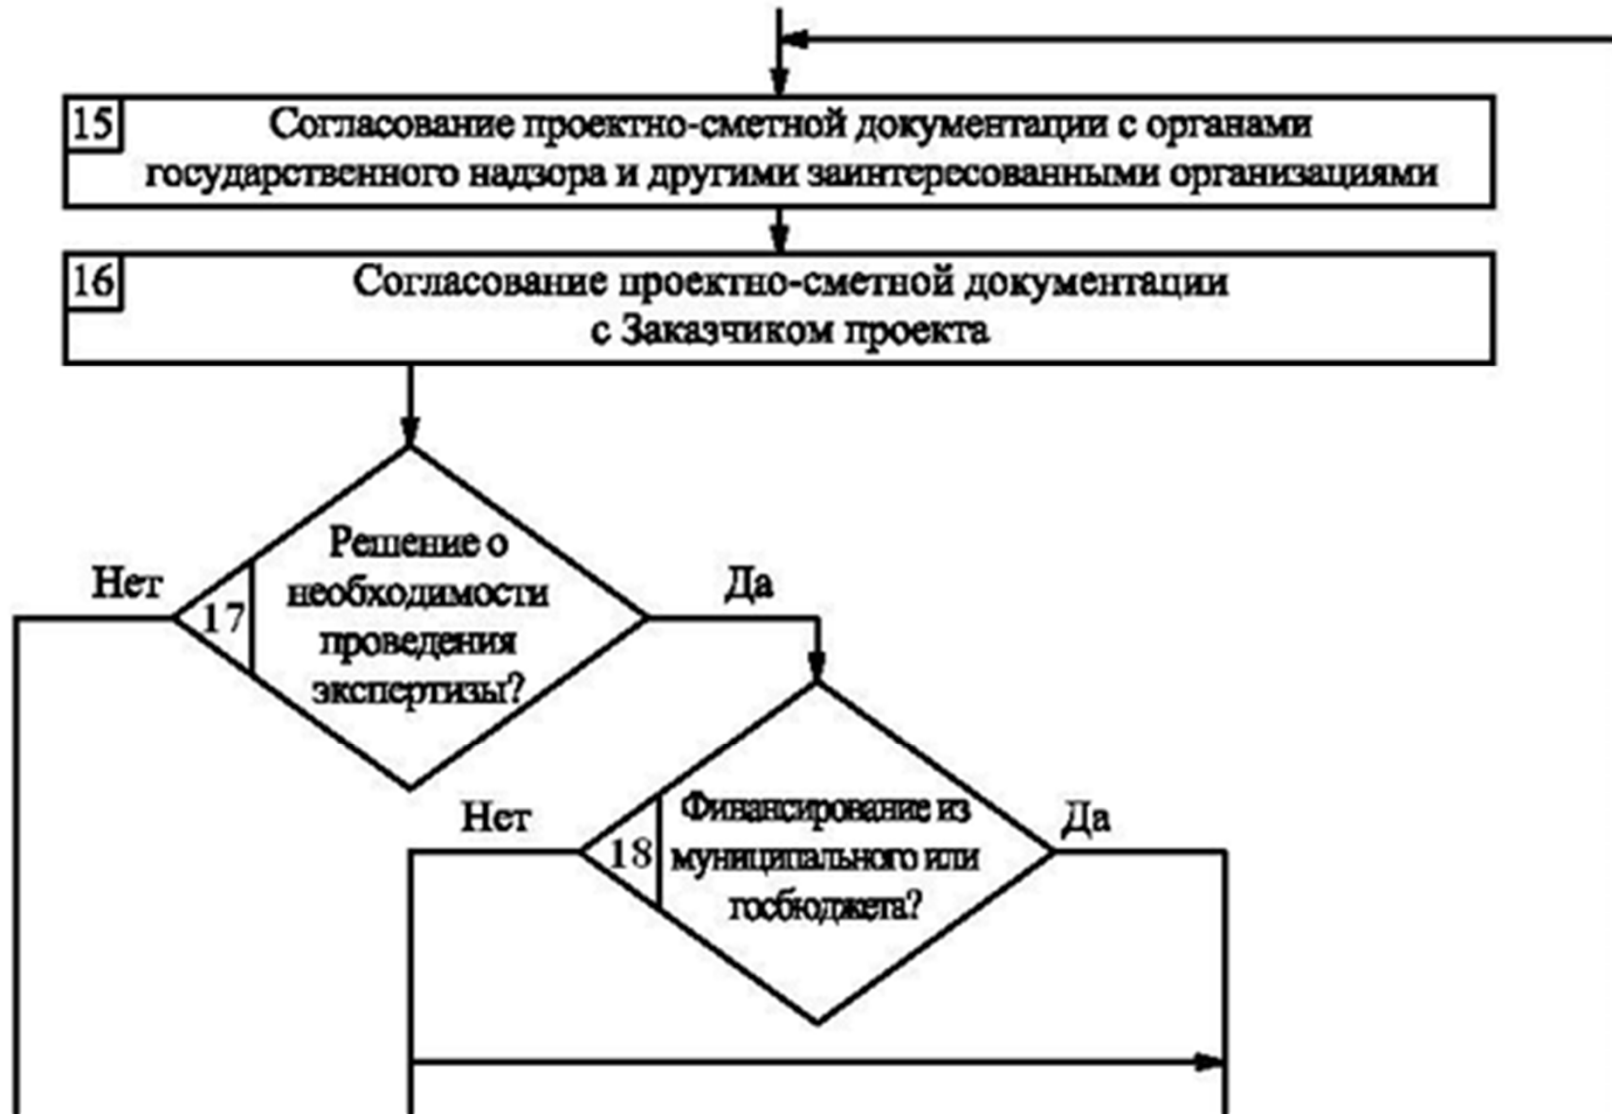 15
Согласование проектно-сметной документации с органами
государственного надзора и другими заинтересованными организациями
16
Согласование проектно-сметной документации
с Заказчиком проекта
Решение о
необходимости
проведения
экспертизы?
Нет
17
Да
Финансирование из
муниципального или
госбюджета?
Нет
18
Да